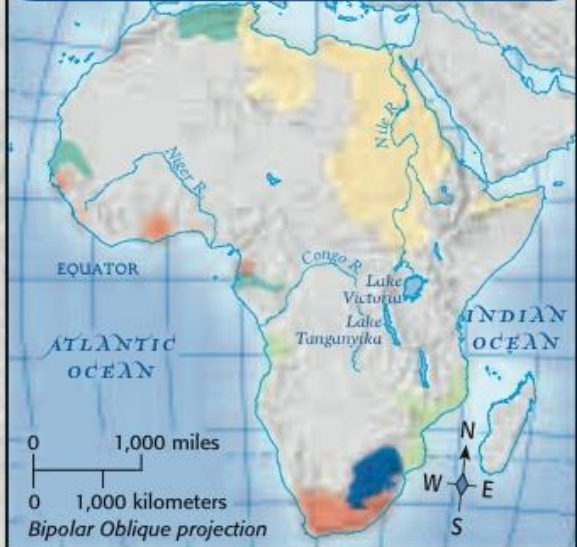 Nile R.
Niger R.
EQUATOR
Congo R.
Lake
Victoria
Lake
Tanganyika
ATLANTIC
OCEAN
INDIAN
OCEAN
0 1,000 miles
0 1,000 kilometers
Bipolar Oblique projection
N
W E
S